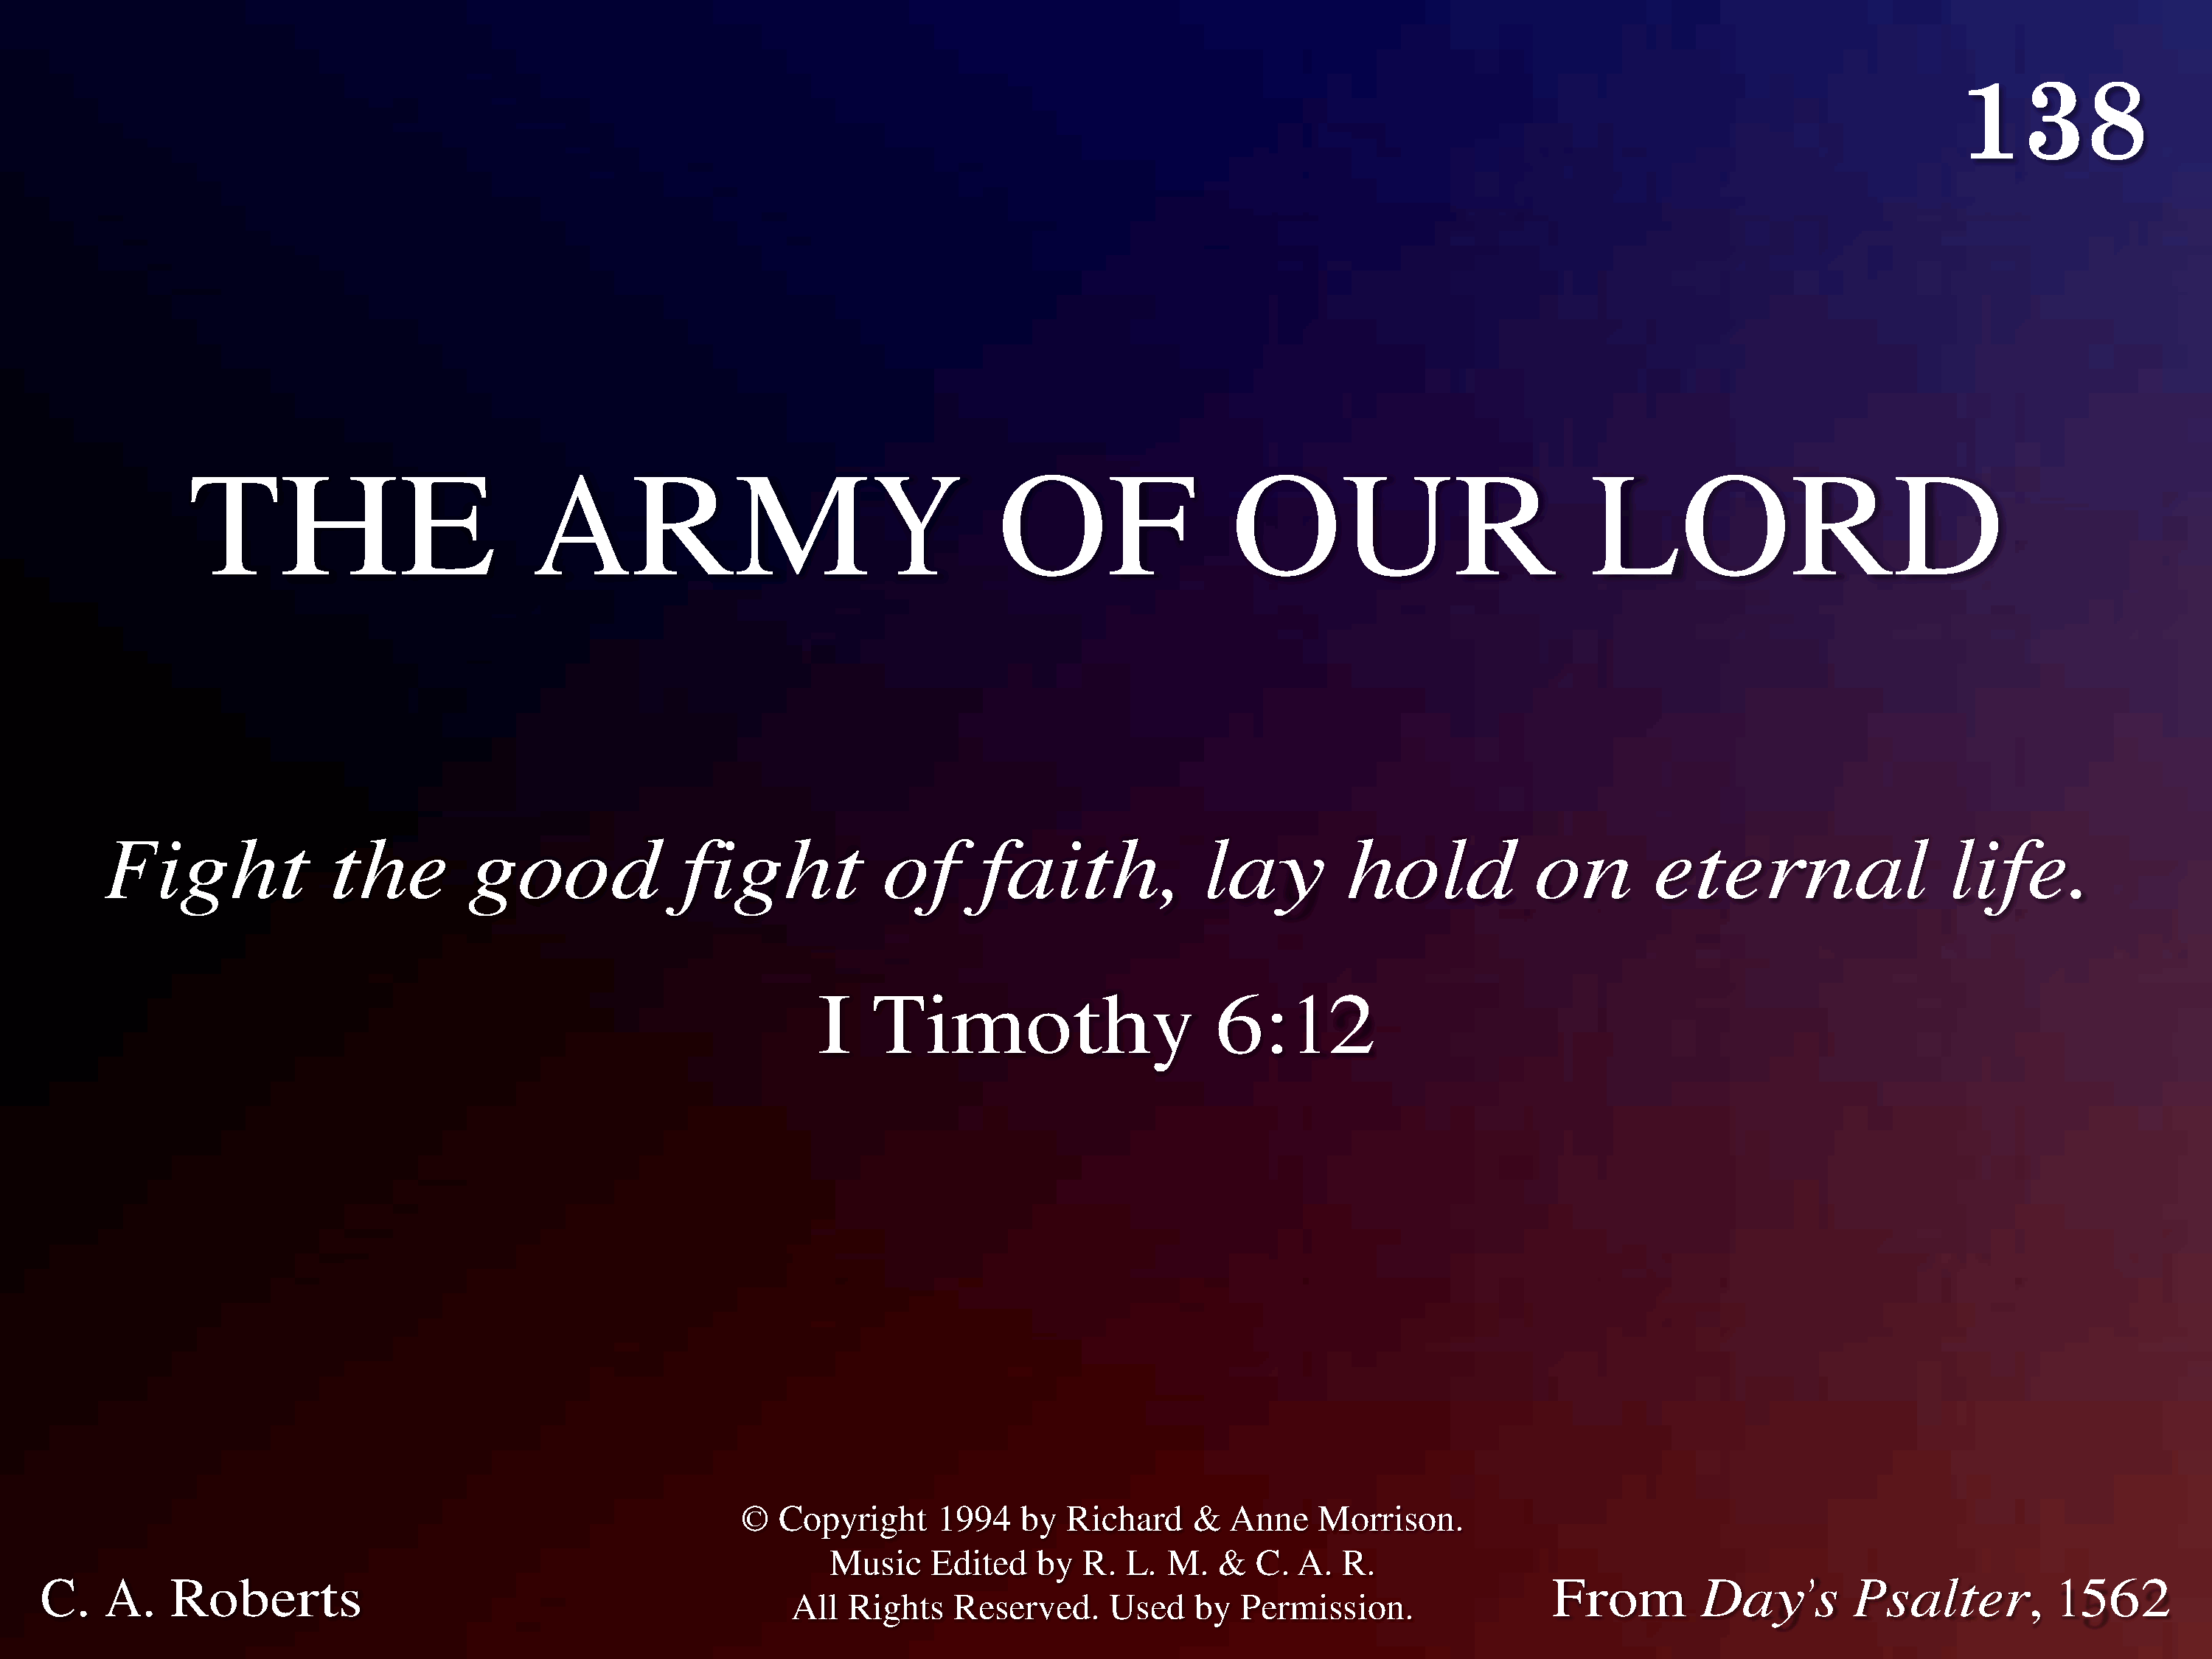 138
THE ARMY OF OUR LORD
Fight the good fight of faith, lay hold on eternal life.
I Timothy 6:12
© Copyright 1994 by Richard & Anne Morrison.
Music Edited by R. L. M. & C. A. R.
All Rights Reserved. Used by Permission.
C. A. Roberts
From Day's Psalter, 1562